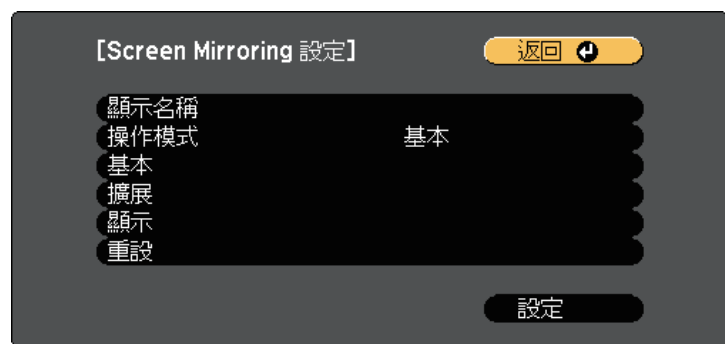 [Screen Mirroring 設定]
返回
顯示名稱
操作模式 基本
基本
擴展
顯示
重設
設定